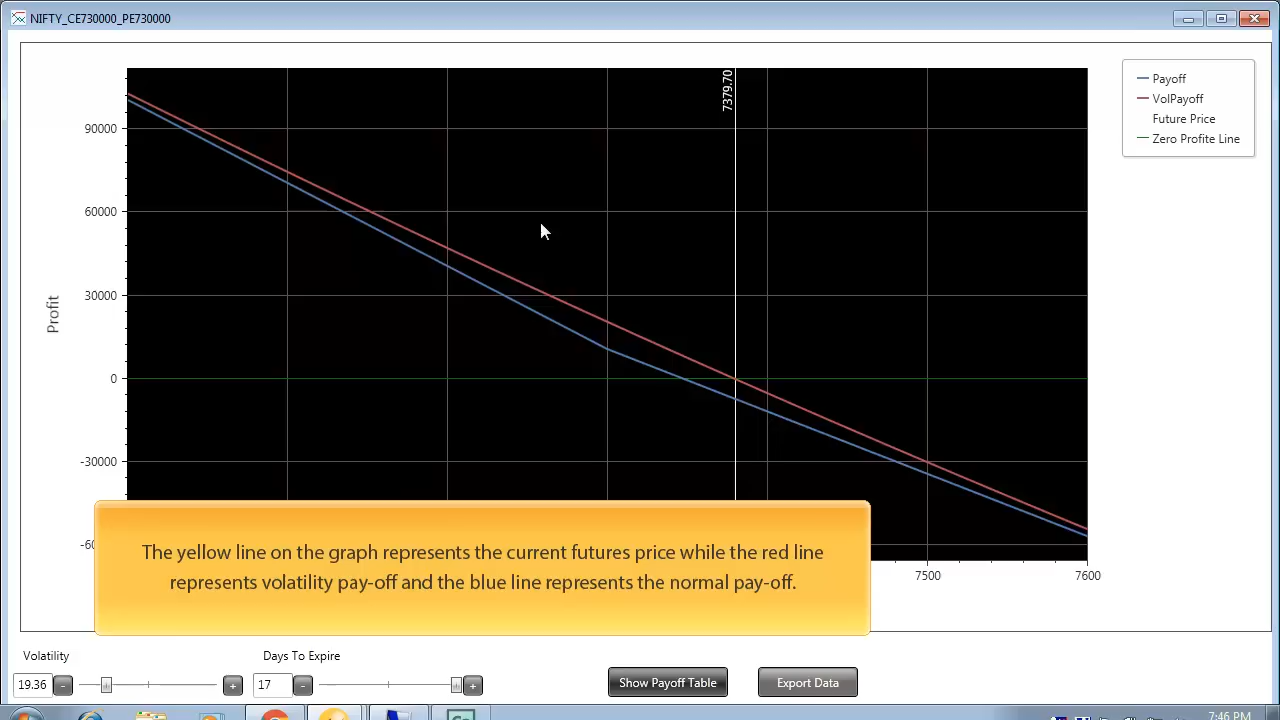 NIFTY_CE730000_PE730000
7379.70
Payoff
VolPayoff
Future Price
Zero Profite Line
90000
60000
30000
0
-30000
Profit
7500
7600
The yellow line on the graph represents the current futures price while the red line
represents volatility pay-off and the blue line represents the normal pay-off.
Volatility
Days To Expire
19.36
-
+
17
-
+
Show Payoff Table
Export Data
7:46 PM